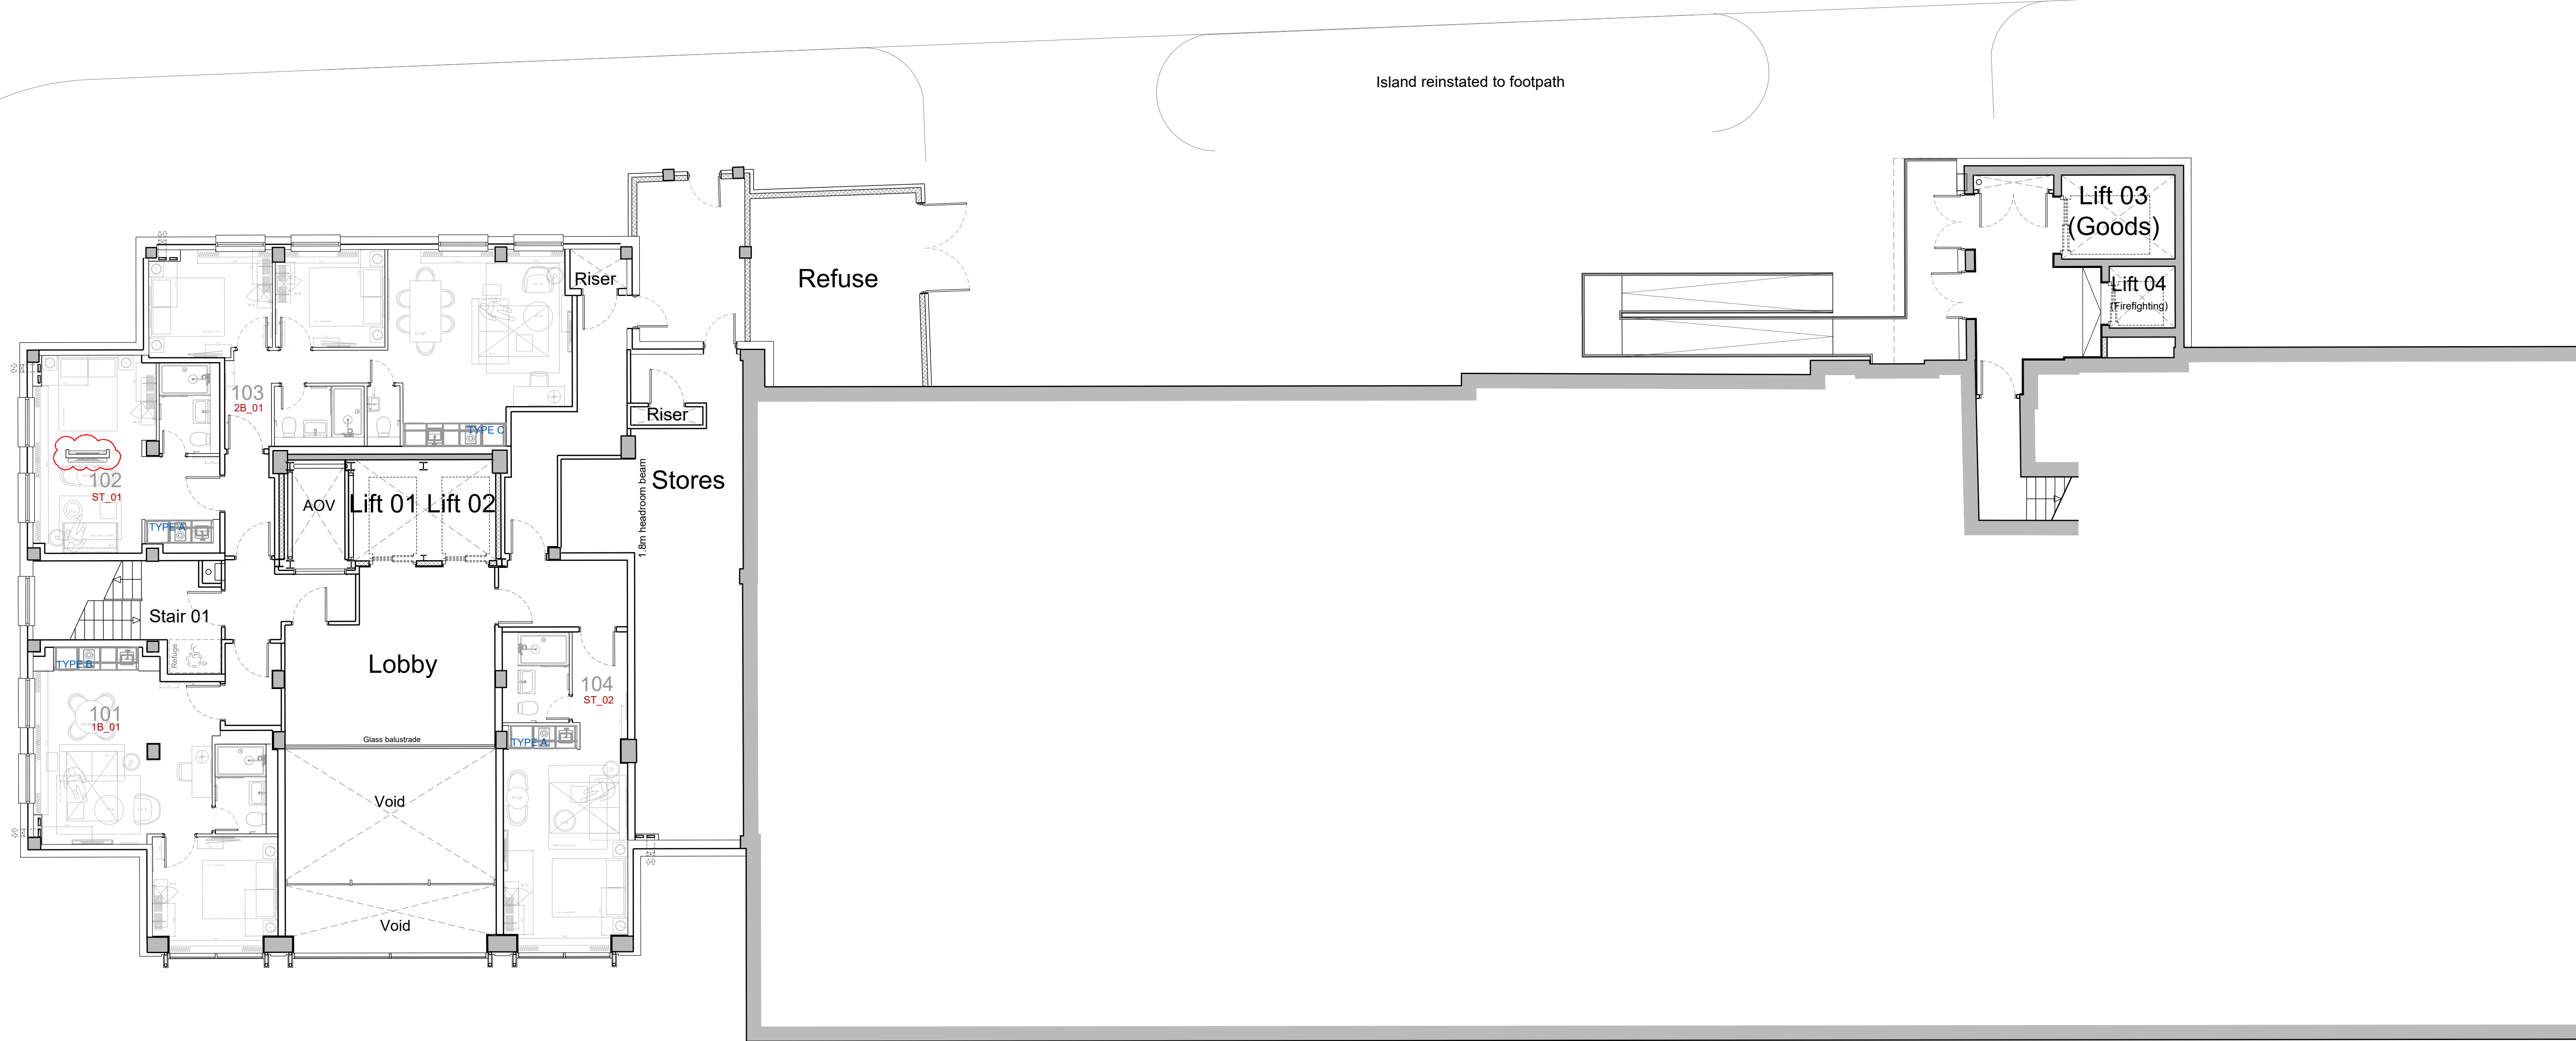 Island reinstated to footpath
Lift 03
(Goods)
Refuse
Riser
Lift 04
(Firefighting)
103
2B_01
Riser
TYPE C
102
ST_01
TYPE A
AOV
Lift 01
Lift 02
1.8m headroom beam
Stores
Stair 01
Refuge
TYPE B
Lobby
104
ST_02
101
1B_01
Glass balustrade
TYPE A
Void
Void